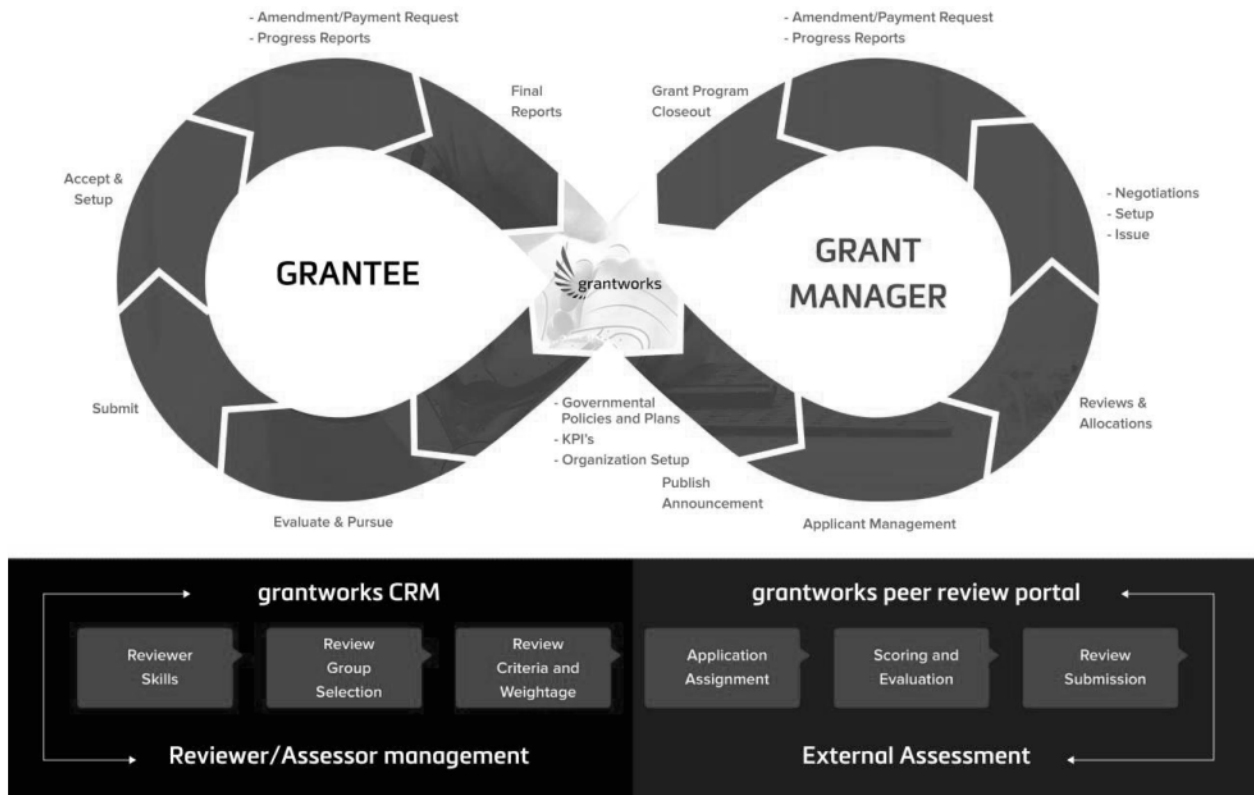 - Amendment/Payment Request
- Progress Reports
Final
Reports
Accept &
Setup
GRANTEE
Submit
Evaluate & Pursue
grantworks
- Amendment/Payment Request
- Progress Reports
Grant Program
Closeout
- Negotiations
- Setup
- Issue
GRANT
MANAGER
Reviews &
Allocations
- Governmental
Policies and Plans
- KPI's
- Organization Setup
Publish
Announcement
Applicant Management
grantworks CRM
Reviewer
Skills
Review
Group
Selection
Review
Criteria and
Weightage
Reviewer/Assessor management
grantworks peer review portal
Application
Assignment
Scoring and
Evaluation
Review
Submission
External Assessment